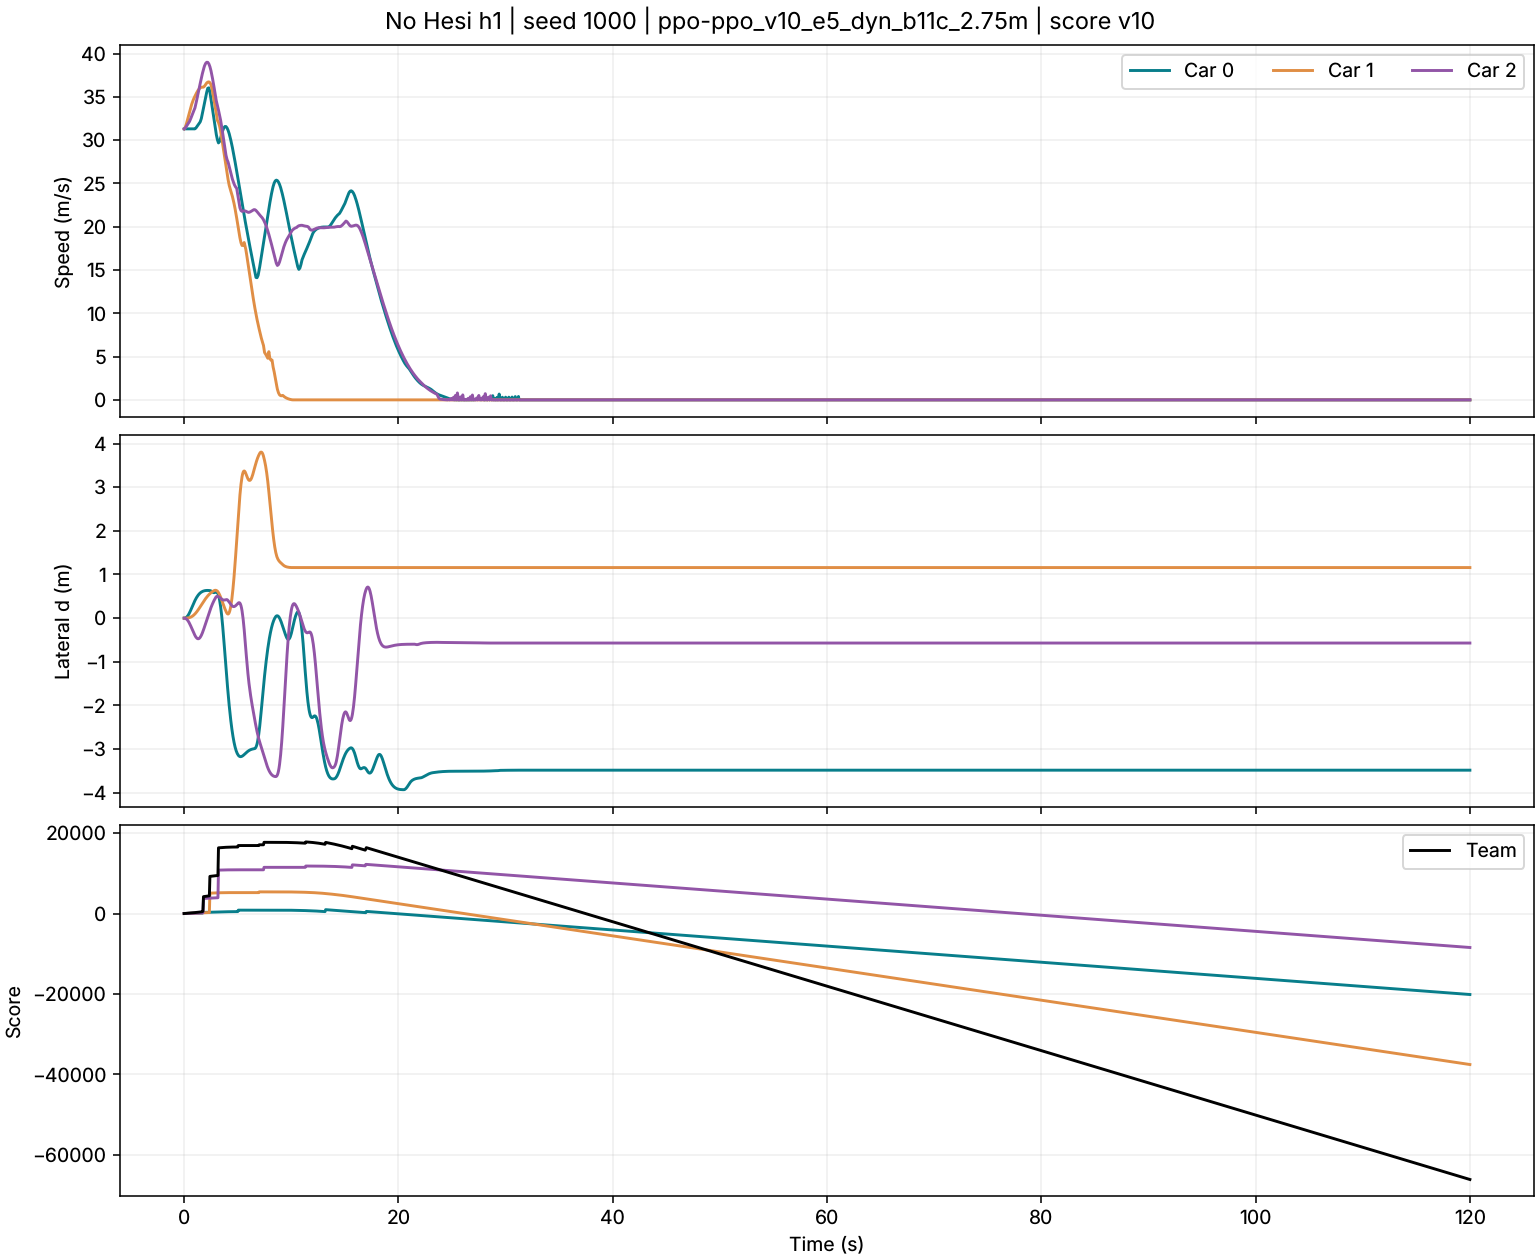 No Hesi h1 | seed 1000 | ppo-ppo_v10_e5_dyn_b11c_2.75m | score v10
Car 0 Car 1 Car 2
Speed (m/s)
40
35
30
25
20
15
10
5
0
Lateral d (m)
4
3
2
1
0
−1
−2
−3
−4
Team
Score
20000
0
−20000
−40000
−60000
0 20 40 60 80 100 120
Time (s)